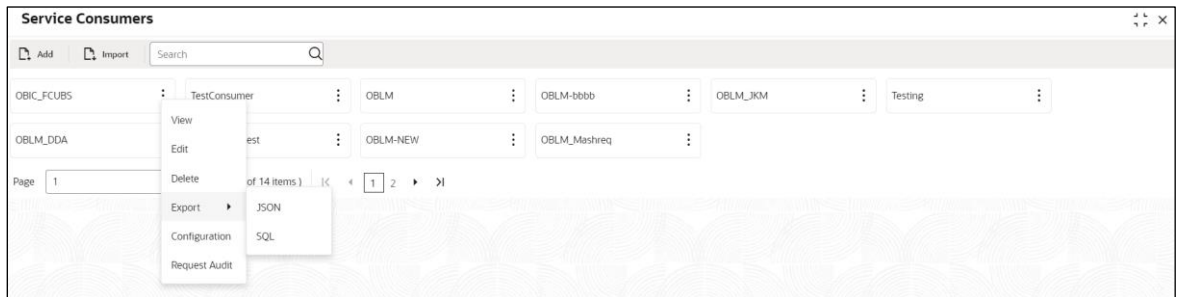 Service Consumers
Add Import Search
OBIC_FCUBS TestConsumer OBLM OBLM-bbbb OBLM_JKM Testing
View
OBLM_DDA est OBLM-NEW OBLM_Mashreq
Edit
Delete
Page 1 of 14 items ) 1 2
Export JSON
Configuration SQL
Request Audit